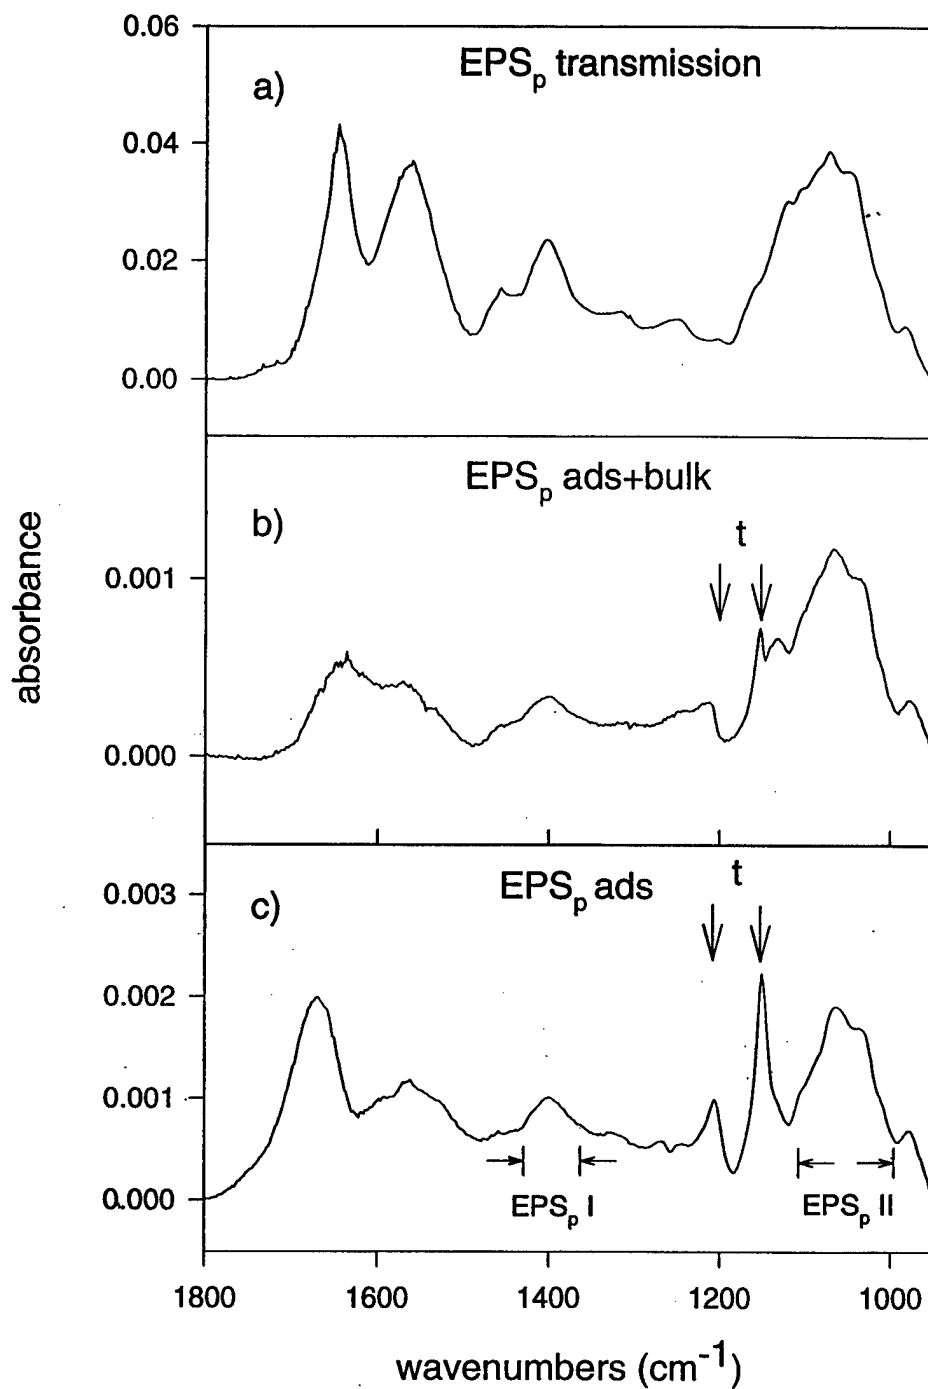 0.06
EPSp transmission
a)
0.04
0.02
0.00
EPSp ads+bulk
b)
t
0.001
0.000
absorbance
EPSp ads
t
c)
0.003
0.002
0.001
0.000
EPSp I
EPSp II
1800 1600 1400 1200 1000
wavenumbers (cm-1)